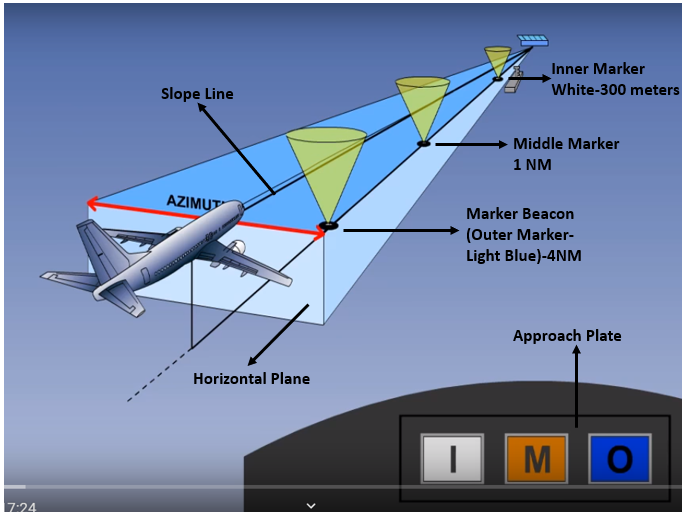 Inner Marker
White-300 meters
Slope Line
Middle Marker
1 NM
AZIMUT
Marker Beacon
(Outer Marker-
Light Blue)-4NM
Approach Plate
Horizontal Plane
I M O
7:24